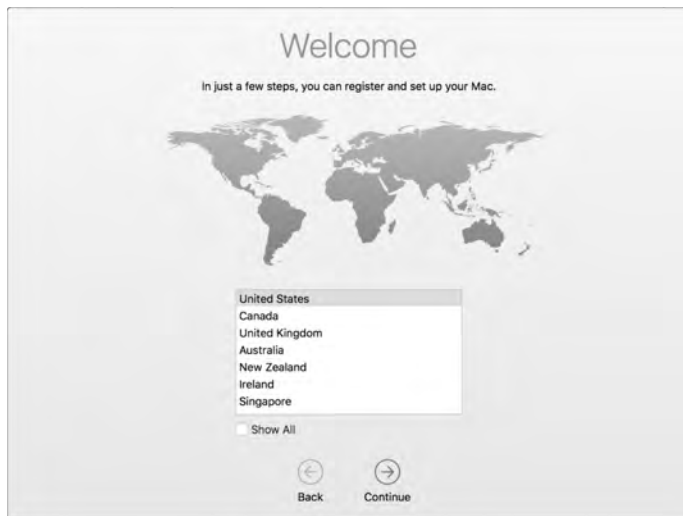 Welcome
In just a few steps, you can register and set up your Mac.
United States
Canada
United Kingdom
Australia
New Zealand
Ireland
Singapore
Show All
Back
Continue